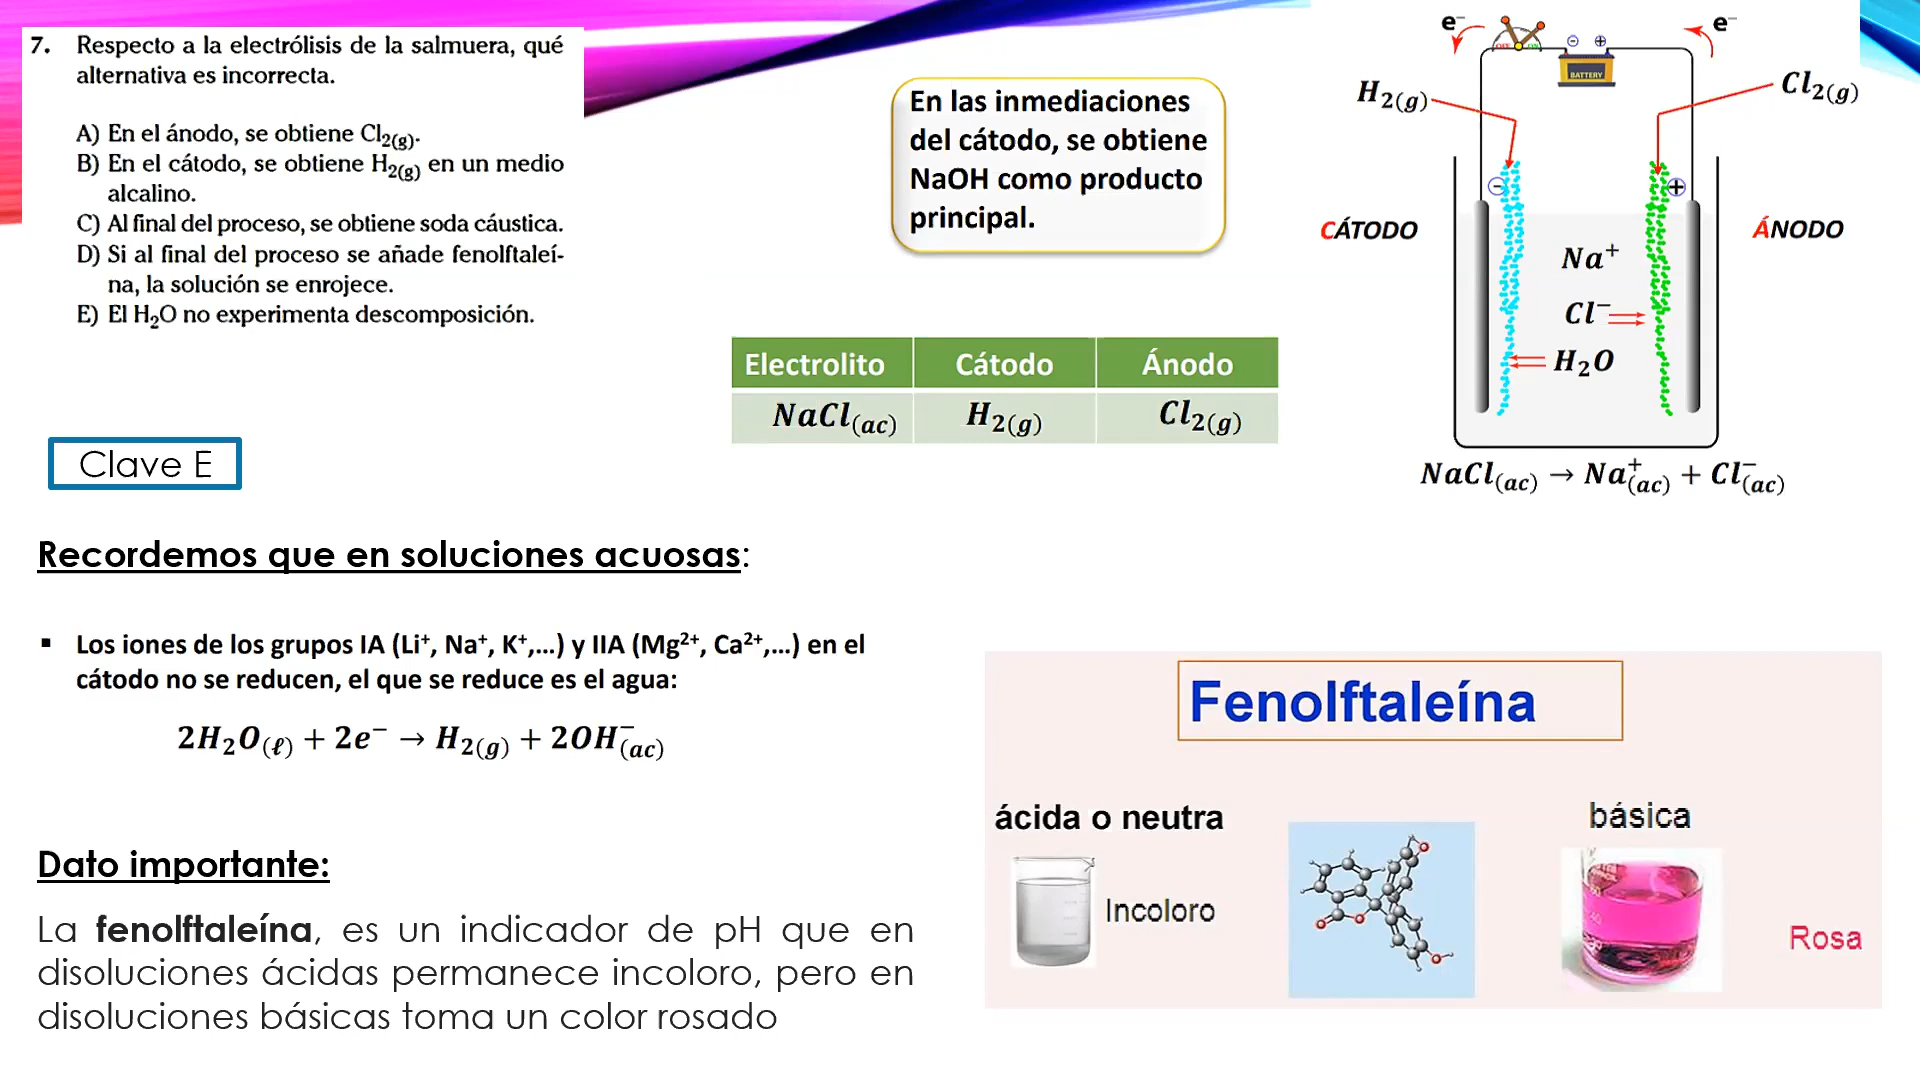 7. Respecto a la electrólisis de la salmuera, qué
alternativa es incorrecta.
A) En el ánodo, se obtiene Cl₂(g).
B) En el cátodo, se obtiene H₂(g) en un medio
alcalino.
C) Al final del proceso, se obtiene soda cáustica.
D) Si al final del proceso se añade fenolftaleí-
na, la solución se enrojece.
E) El H₂O no experimenta descomposición.
Clave E
En las inmediaciones
del cátodo, se obtiene
NaOH como producto
principal.
Electrolito Cátodo Ánodo
NaCl(ac) H₂(g) Cl₂(g)
e⁻ OFF ON ⊖ ⊕ e⁻
BATTERY
H₂(g) Cl₂(g)
− +
CÁTODO ÁNODO
Na⁺
Cl⁻
H₂O
NaCl(ac) → Na⁺(ac) + Cl⁻(ac)
Recordemos que en soluciones acuosas:
▪ Los iones de los grupos IA (Li⁺, Na⁺, K⁺,...) y IIA (Mg²⁺, Ca²⁺,...) en el
cátodo no se reducen, el que se reduce es el agua:
2H₂O(ℓ) + 2e⁻ → H₂(g) + 2OH⁻(ac)
Dato importante:
La fenolftaleína, es un indicador de pH que en
disoluciones ácidas permanece incoloro, pero en
disoluciones básicas toma un color rosado
Fenolftaleína
ácida o neutra básica
Incoloro
Rosa